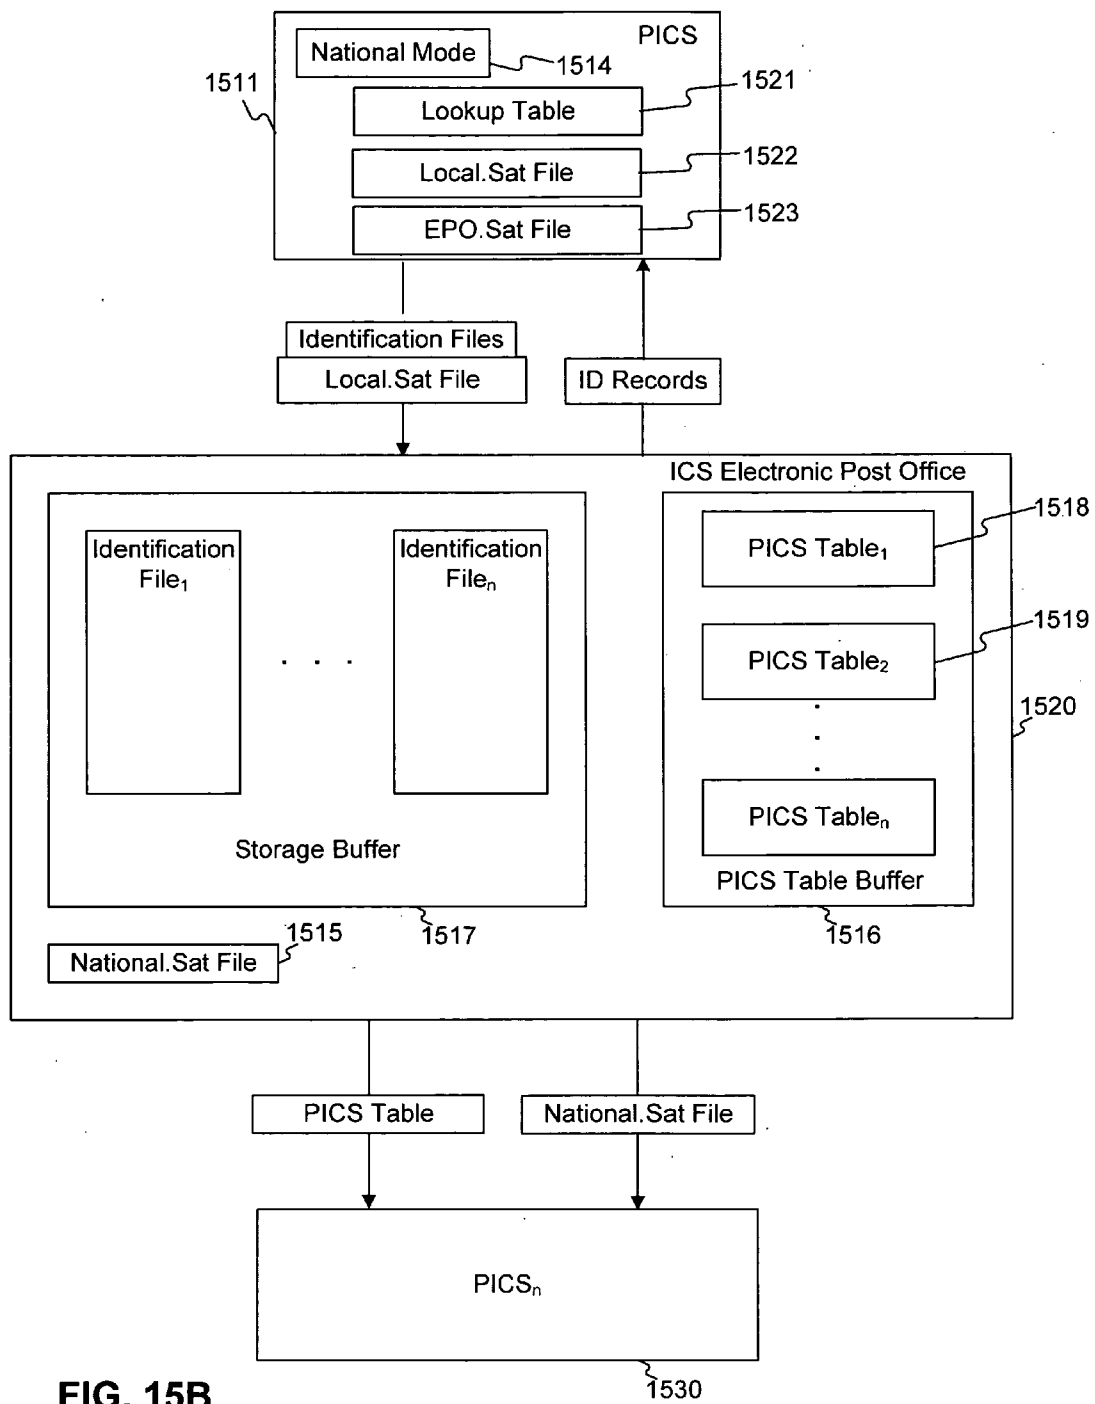 PICS
National Mode
1514
1511
1521
Lookup Table
1522
Local.Sat File
1523
EPO.Sat File
Identification Files
Local.Sat File
ID Records
ICS Electronic Post Office
1518
Identification
File₁
Identification
Fileₙ
. . .
PICS Table₁
1519
PICS Table₂
1520
.
.
.
PICS Tableₙ
Storage Buffer
PICS Table Buffer
1515
1517
1516
National.Sat File
PICS Table
National.Sat File
PICSₙ
1530
FIG. 15B